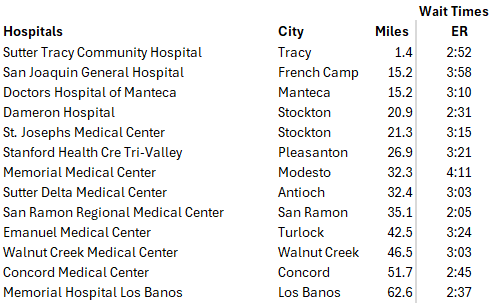 Wait Times
Hospitals City Miles ER
Sutter Tracy Community Hospital Tracy 1.4 2:52
San Joaquin General Hospital French Camp 15.2 3:58
Doctors Hospital of Manteca Manteca 15.2 3:10
Dameron Hospital Stockton 20.9 2:31
St. Josephs Medical Center Stockton 21.3 3:15
Stanford Health Cre Tri-Valley Pleasanton 26.9 3:21
Memorial Medical Center Modesto 32.3 4:11
Sutter Delta Medical Center Antioch 32.4 3:03
San Ramon Regional Medical Center San Ramon 35.1 2:05
Emanuel Medical Center Turlock 42.5 3:24
Walnut Creek Medical Center Walnut Creek 46.5 3:03
Concord Medical Center Concord 51.7 2:45
Memorial Hospital Los Banos Los Banos 62.6 2:37